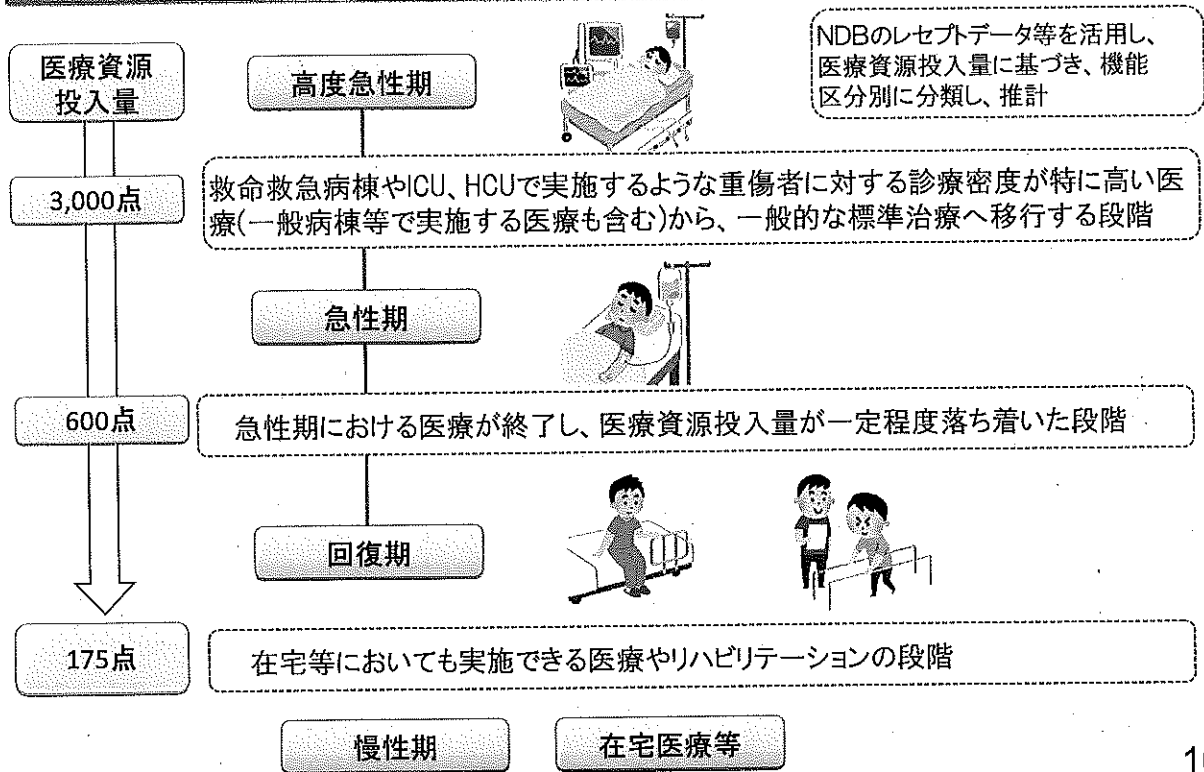 医療資源
投入量
高度急性期
NDBのレセプトデータ等を活用し、
医療資源投入量に基づき、機能
区分別に分類し、推計
3,000点
救命救急病棟やICU、HCUで実施するような重傷者に対する診療密度が特に高い医
療(一般病棟等で実施する医療も含む)から、一般的な標準治療へ移行する段階
急性期
600点
急性期における医療が終了し、医療資源投入量が一定程度落ち着いた段階
回復期
175点
在宅等においても実施できる医療やリハビリテーションの段階
慢性期
在宅医療等